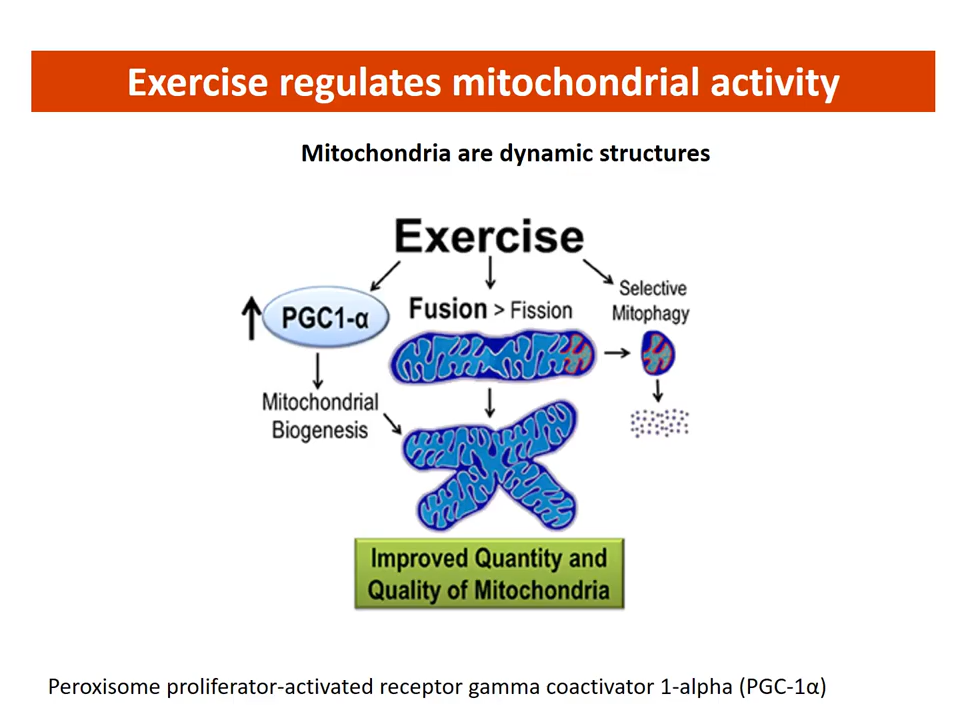 Exercise regulates mitochondrial activity
Mitochondria are dynamic structures
Exercise
PGC1-α
Fusion > Fission
Selective
Mitophagy
Mitochondrial
Biogenesis
Improved Quantity and
Quality of Mitochondria
Peroxisome proliferator-activated receptor gamma coactivator 1-alpha (PGC-1α)